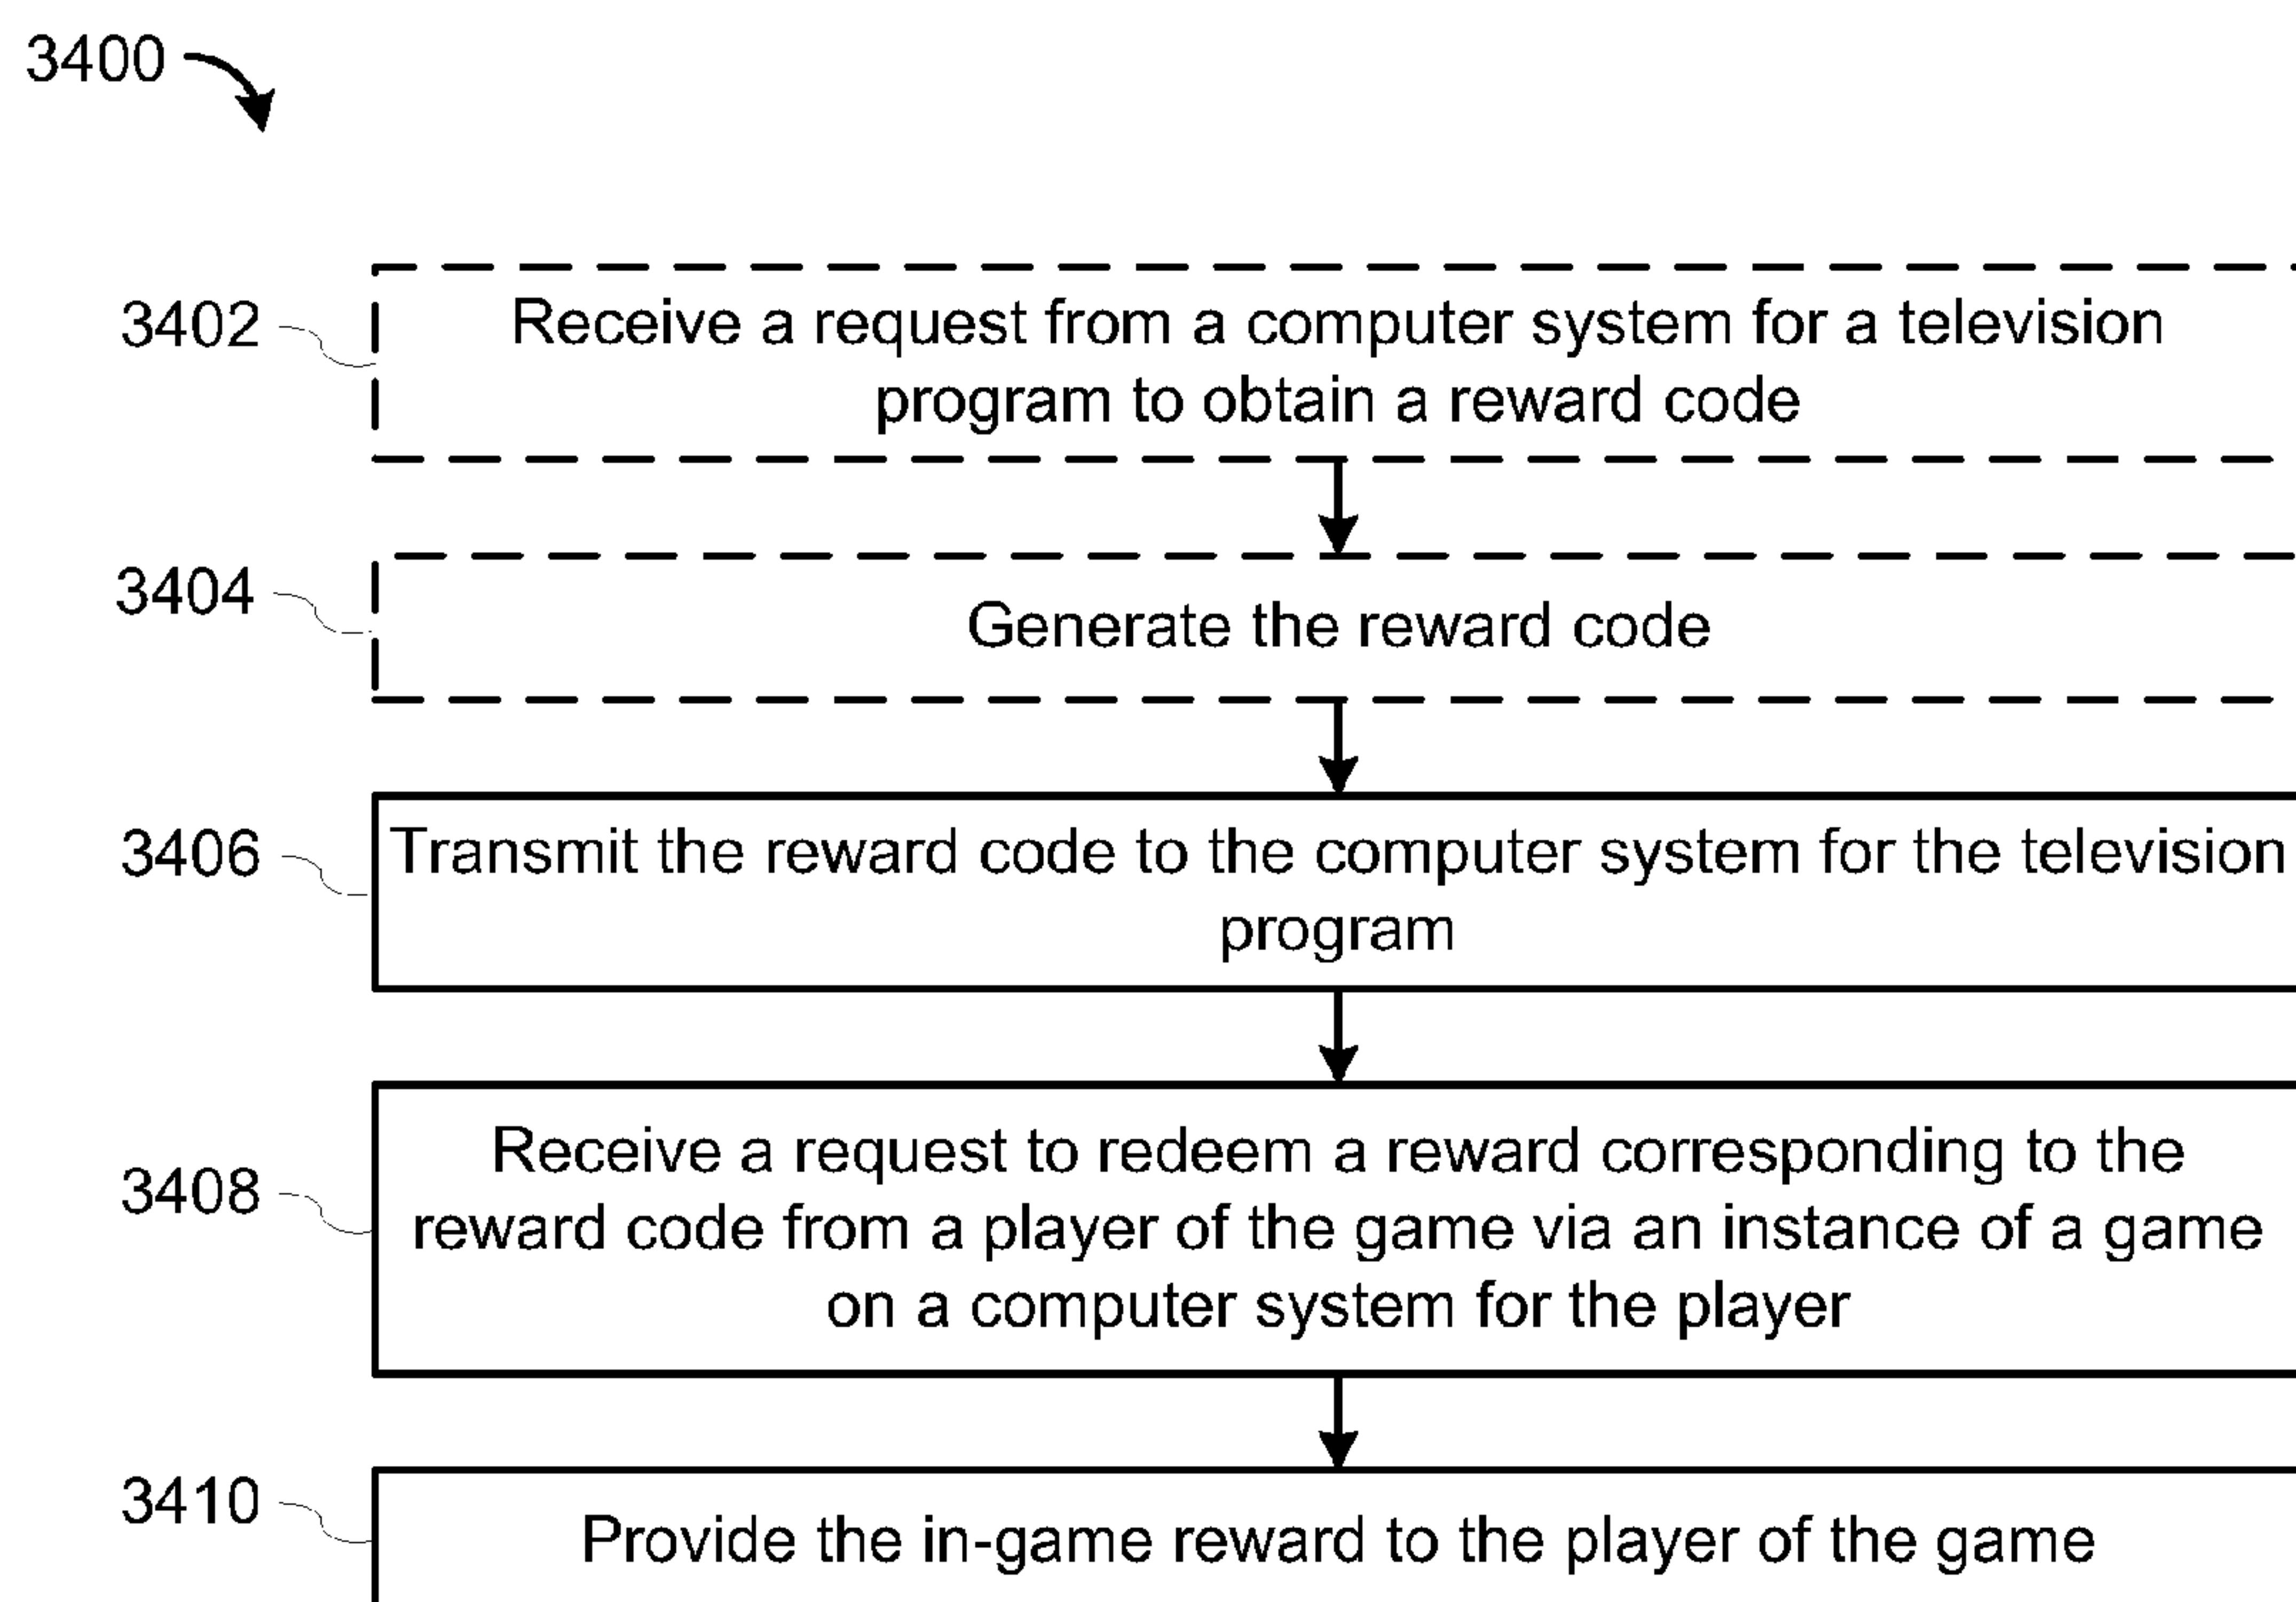 3400
3402
Receive a request from a computer system for a television
program to obtain a reward code
3404
Generate the reward code
3406
Transmit the reward code to the computer system for the television
program
3408
Receive a request to redeem a reward corresponding to the
reward code from a player of the game via an instance of a game
on a computer system for the player
3410
Provide the in-game reward to the player of the game